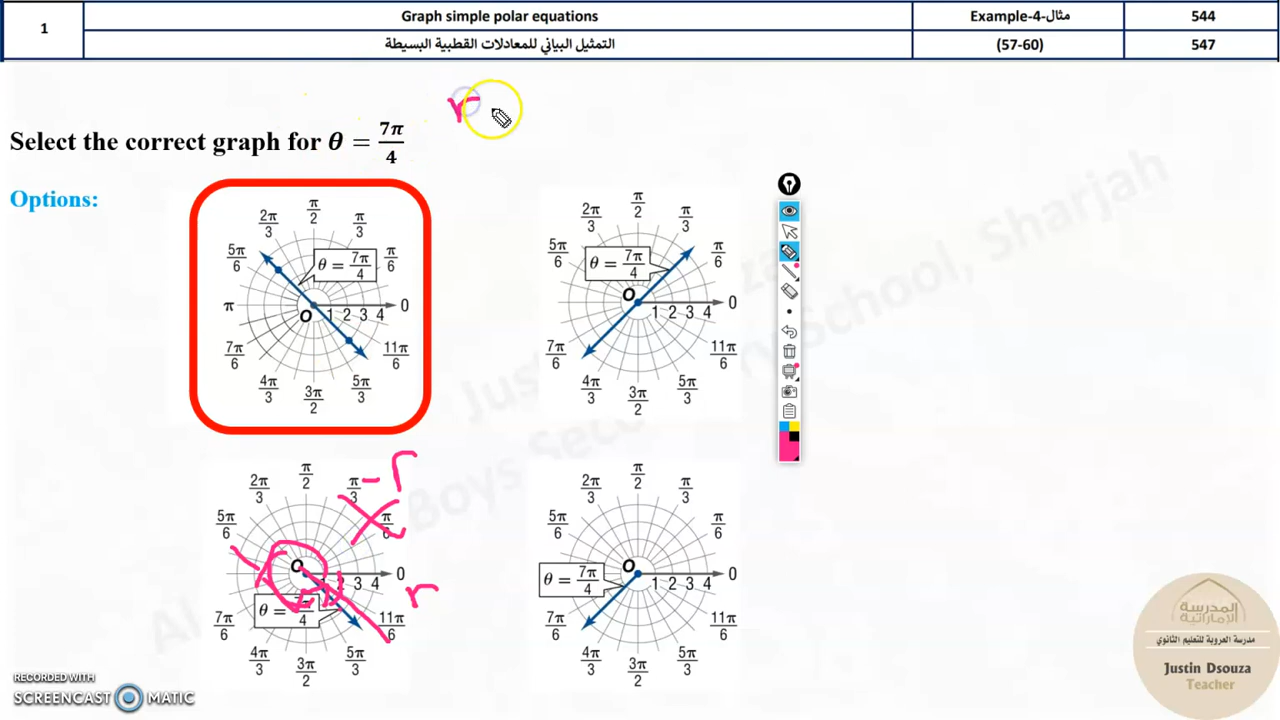 1 Graph simple polar equations Example-4-مثال 544
التمثيل البياني للمعادلات القطبية البسيطة (57-60) 547
r
Select the correct graph for θ = 7π/4
Options:
π/2
2π/3 π/3
5π/6 θ = 7π/4 π/6
π O 1 2 3 4 0
7π/6 11π/6
4π/3 5π/3
3π/2
π/2
2π/3 π/3
5π/6 θ = 7π/4 π/6
O 1 2 3 4 0
7π/6 11π/6
4π/3 5π/3
3π/2
π/2
2π/3 π/3 -r
5π/6 π/6
O 1 2 3 4 0
r
θ = 7π/4
7π/6 11π/6
4π/3 5π/3
3π/2
π/2
2π/3 π/3
5π/6 π/6
θ = 7π/4 O 1 2 3 4 0
7π/6 11π/6
4π/3 5π/3
3π/2
Boys Secondary School, Sharjah
RECORDED WITH
SCREENCAST MATIC
المدرسة
الإماراتية
مدرسة العروبة للتعليم الثانوي
Justin Dsouza
Teacher